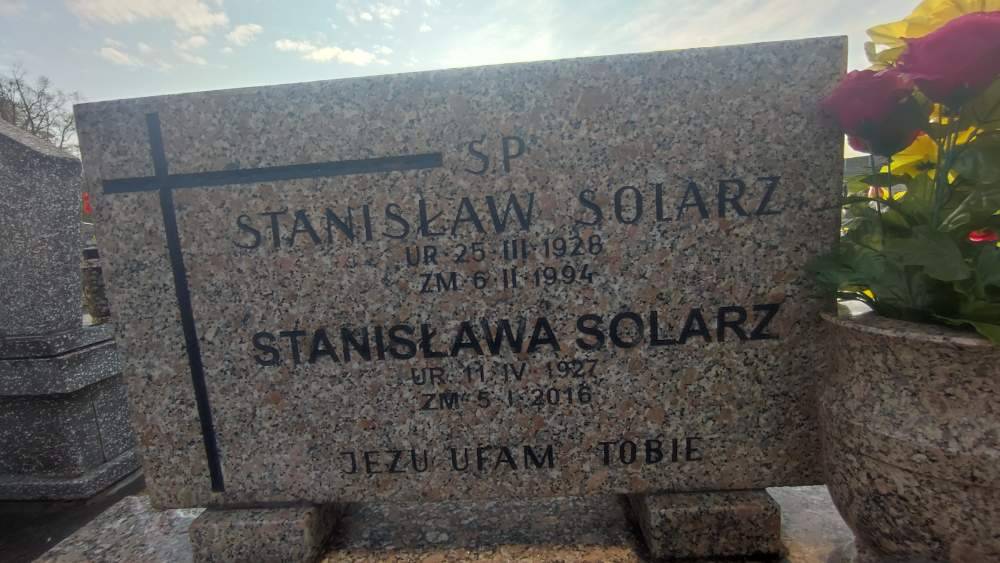 ŚP
STANISŁAW SOLARZ
UR 25 III 1928
ZM 6 II 1994
STANISŁAWA SOLARZ
UR 11 IV 1927
ZM 5 I 2016
JEZU UFAM TOBIE